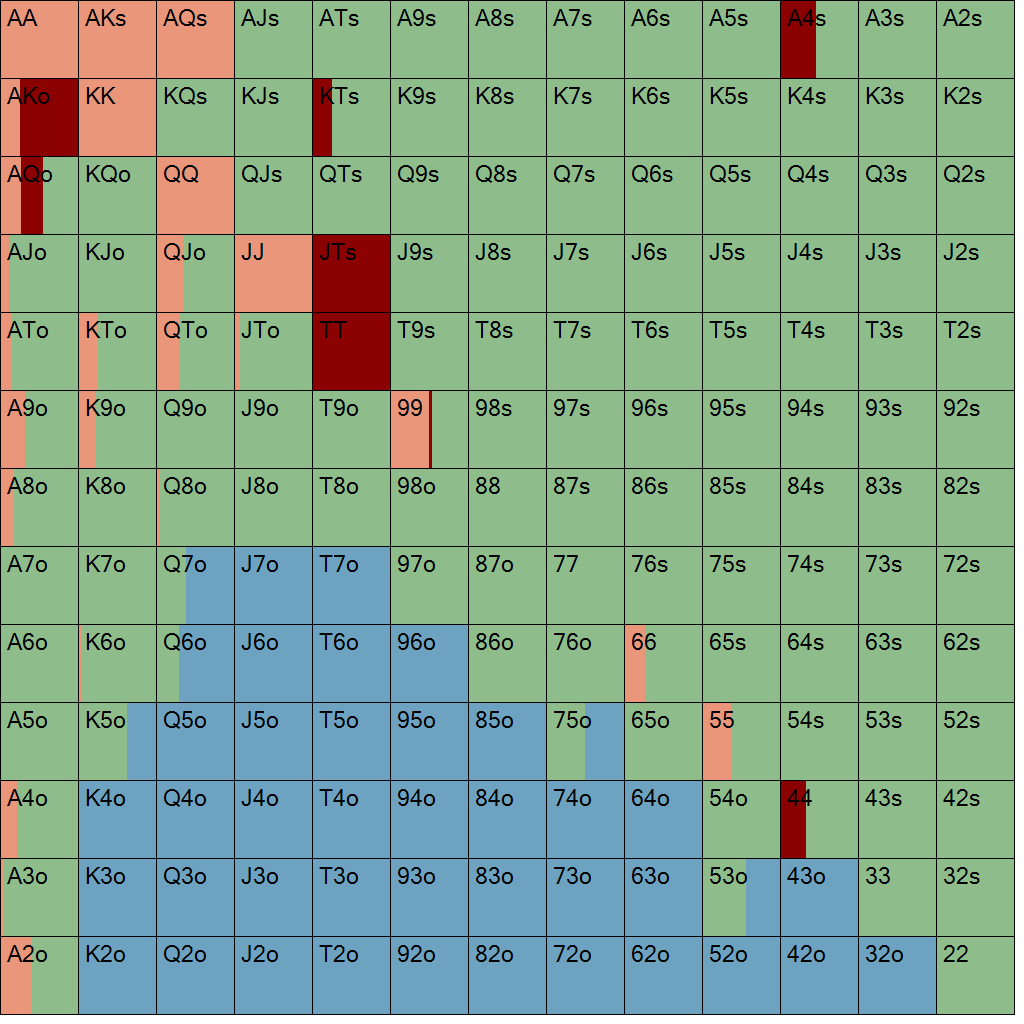 AA AKs AQs AJs ATs A9s A8s A7s A6s A5s A4s A3s A2s
AKo KK KQs KJs KTs K9s K8s K7s K6s K5s K4s K3s K2s
AQo KQo QQ QJs QTs Q9s Q8s Q7s Q6s Q5s Q4s Q3s Q2s
AJo KJo QJo JJ JTs J9s J8s J7s J6s J5s J4s J3s J2s
ATo KTo QTo JTo TT T9s T8s T7s T6s T5s T4s T3s T2s
A9o K9o Q9o J9o T9o 99 98s 97s 96s 95s 94s 93s 92s
A8o K8o Q8o J8o T8o 98o 88 87s 86s 85s 84s 83s 82s
A7o K7o Q7o J7o T7o 97o 87o 77 76s 75s 74s 73s 72s
A6o K6o Q6o J6o T6o 96o 86o 76o 66 65s 64s 63s 62s
A5o K5o Q5o J5o T5o 95o 85o 75o 65o 55 54s 53s 52s
A4o K4o Q4o J4o T4o 94o 84o 74o 64o 54o 44 43s 42s
A3o K3o Q3o J3o T3o 93o 83o 73o 63o 53o 43o 33 32s
A2o K2o Q2o J2o T2o 92o 82o 72o 62o 52o 42o 32o 22